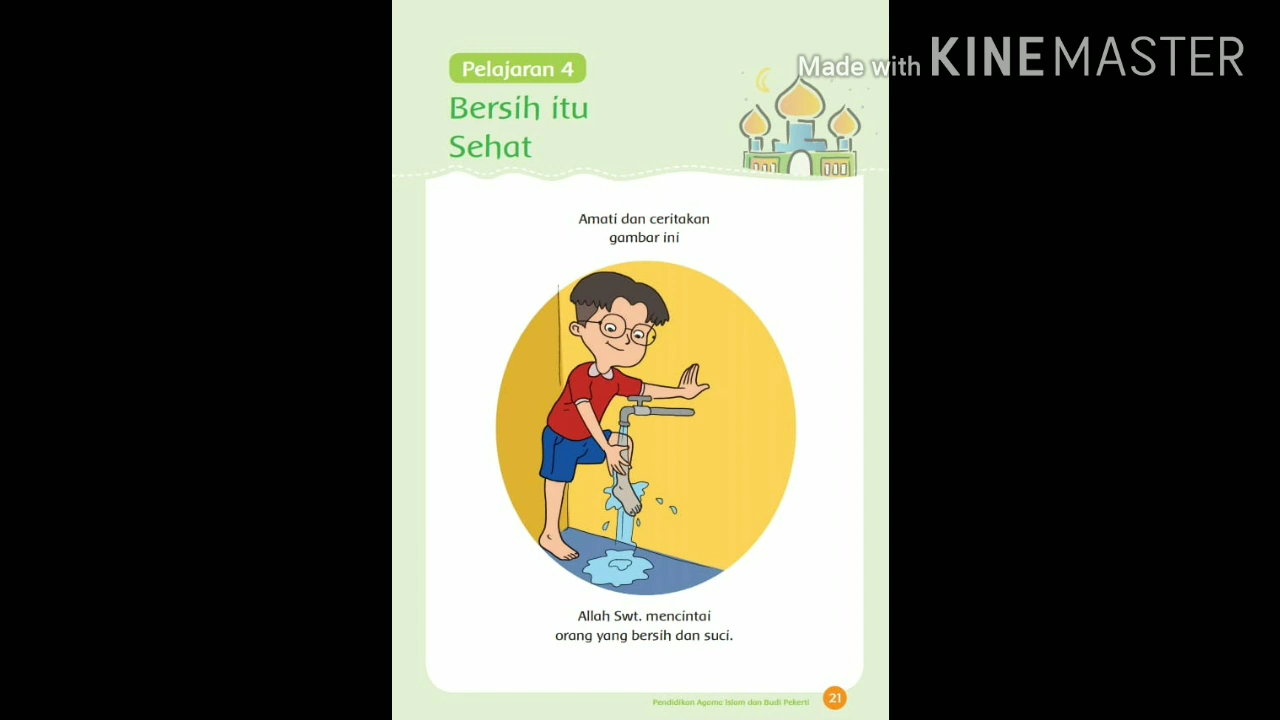 Made with KINEMASTER
Pelajaran 4
Bersih itu
Sehat
Amati dan ceritakan
gambar ini
Allah Swt. mencintai
orang yang bersih dan suci.
Pendidikan Agama Islam dan Budi Pekerti
21